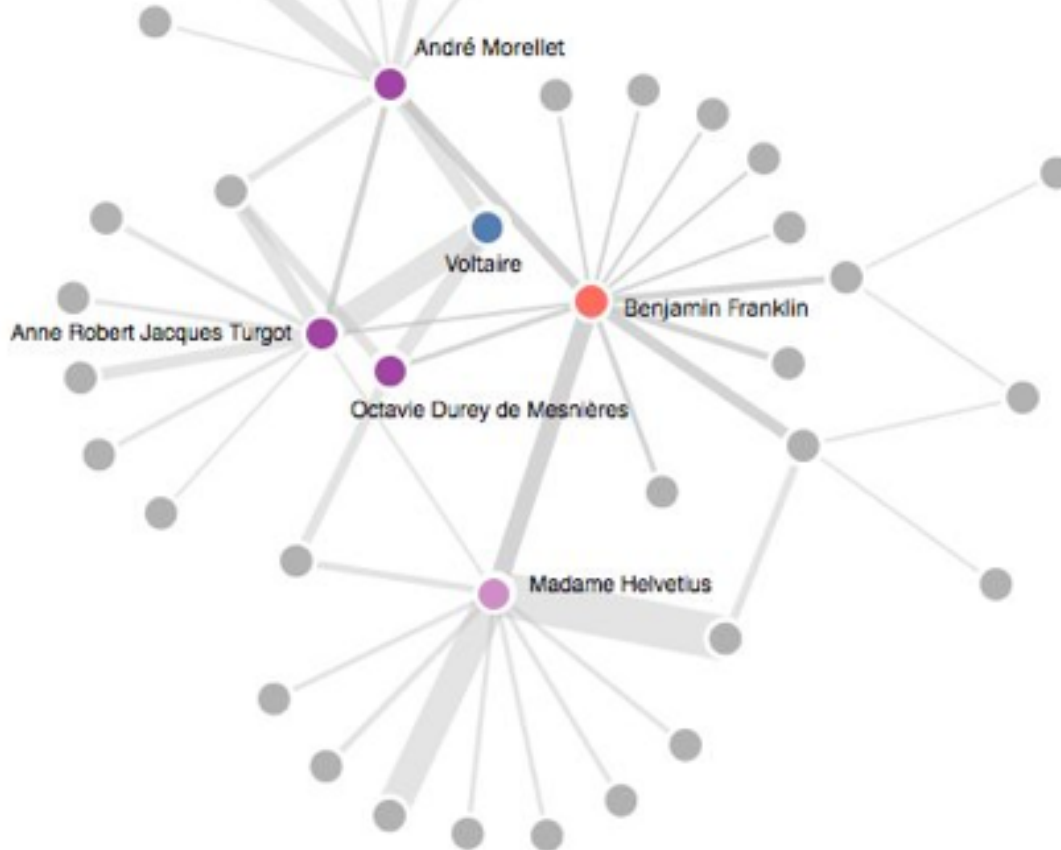 André Morellet
Voltaire
Benjamin Franklin
Anne Robert Jacques Turgot
Octavie Durey de Mesnières
Madame Helvetius